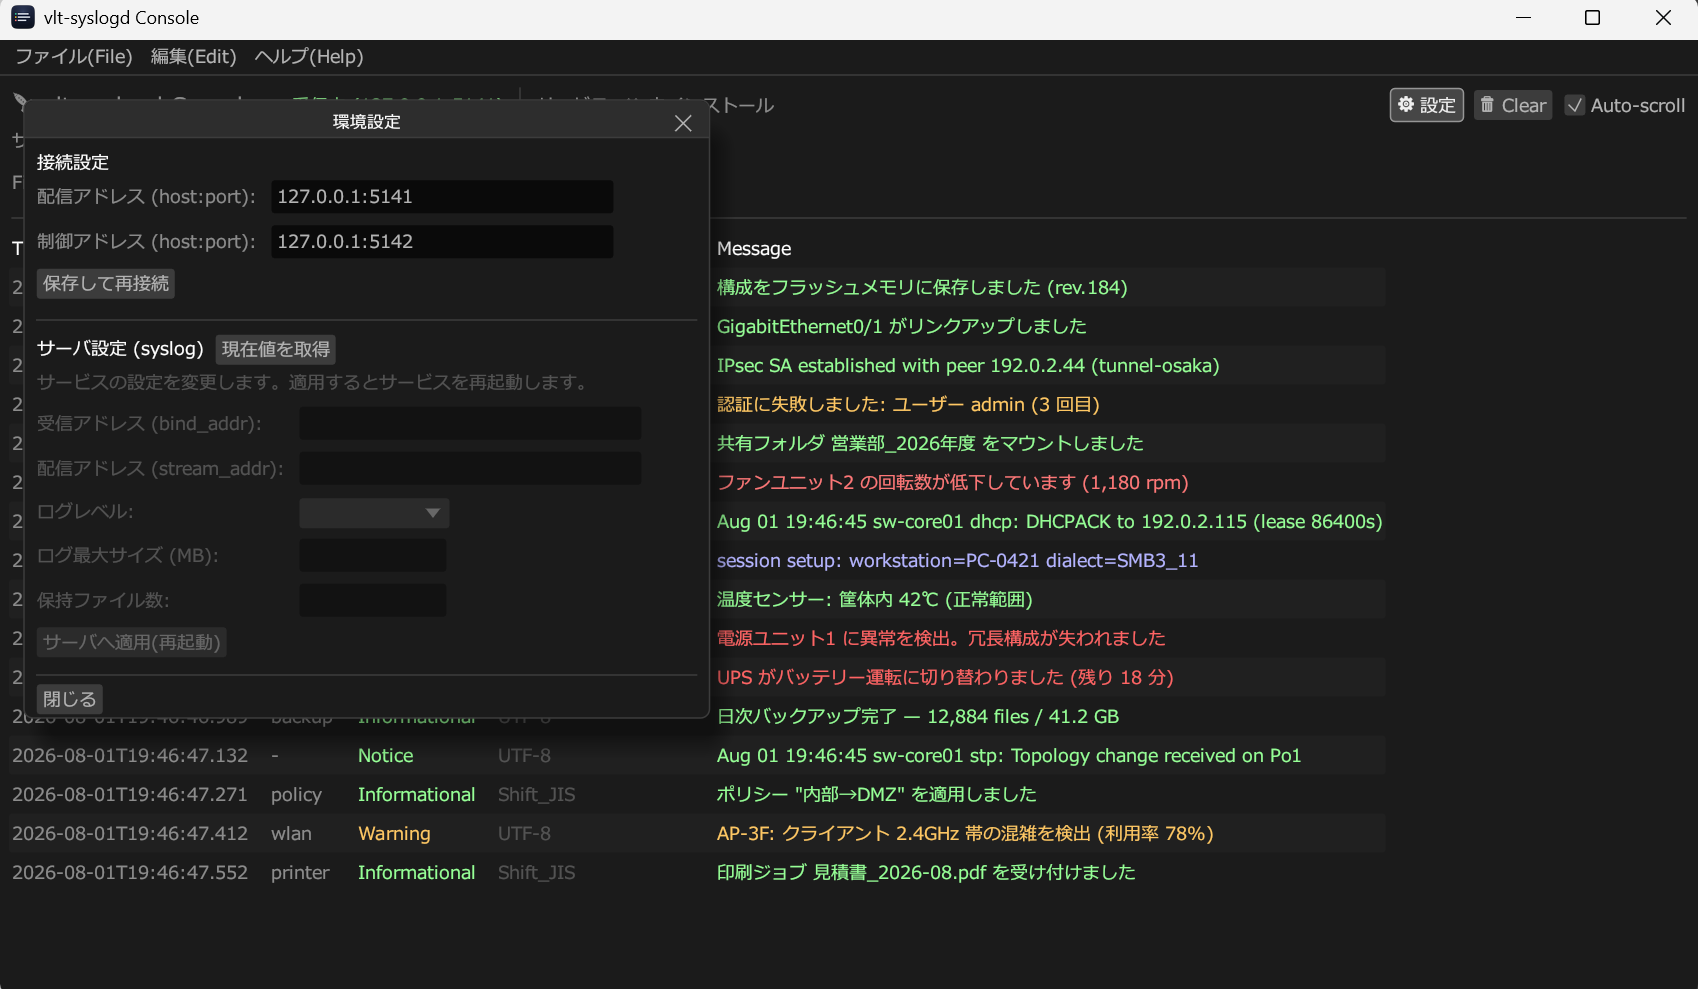 vlt-syslogd Console
ファイル(File) 編集(Edit) ヘルプ(Help)
ストール
設定 Clear Auto-scroll
環境設定
接続設定
配信アドレス (host:port): 127.0.0.1:5141
制御アドレス (host:port): 127.0.0.1:5142
保存して再接続
サーバ設定 (syslog) 現在値を取得
サービスの設定を変更します。適用するとサービスを再起動します。
受信アドレス (bind_addr):
配信アドレス (stream_addr):
ログレベル:
ログ最大サイズ (MB):
保持ファイル数:
サーバへ適用(再起動)
閉じる
Message
構成をフラッシュメモリに保存しました (rev.184)
GigabitEthernet0/1 がリンクアップしました
IPsec SA established with peer 192.0.2.44 (tunnel-osaka)
認証に失敗しました: ユーザー admin (3 回目)
共有フォルダ 営業部_2026年度 をマウントしました
ファンユニット2 の回転数が低下しています (1,180 rpm)
Aug 01 19:46:45 sw-core01 dhcp: DHCPACK to 192.0.2.115 (lease 86400s)
session setup: workstation=PC-0421 dialect=SMB3_11
温度センサー: 筐体内 42℃ (正常範囲)
電源ユニット1 に異常を検出。冗長構成が失われました
UPS がバッテリー運転に切り替わりました (残り 18 分)
日次バックアップ完了 — 12,884 files / 41.2 GB
2026-08-01T19:46:47.132 - Notice UTF-8 Aug 01 19:46:45 sw-core01 stp: Topology change received on Po1
2026-08-01T19:46:47.271 policy Informational Shift_JIS ポリシー "内部→DMZ" を適用しました
2026-08-01T19:46:47.412 wlan Warning UTF-8 AP-3F: クライアント 2.4GHz 帯の混雑を検出 (利用率 78%)
2026-08-01T19:46:47.552 printer Informational Shift_JIS 印刷ジョブ 見積書_2026-08.pdf を受け付けました